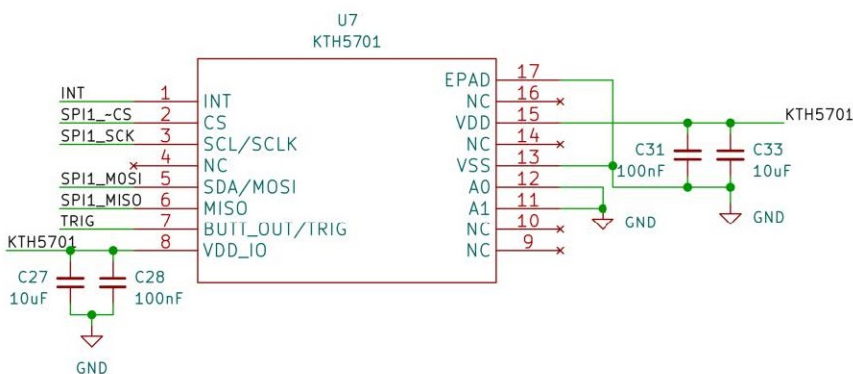 U7
KTH5701
INT 1 INT
SPI1_~CS 2 CS
SPI1_SCK 3 SCL/SCLK
4 NC
SPI1_MOSI 5 SDA/MOSI
SPI1_MISO 6 MISO
TRIG 7 BUTT_OUT/TRIG
KTH5701 8 VDD_IO
EPAD 17
NC 16
VDD 15 KTH5701
NC 14
VSS 13
A0 12
A1 11
NC 10
NC 9
C31
100nF
C33
10uF
GND
GND
C27
10uF
C28
100nF
GND